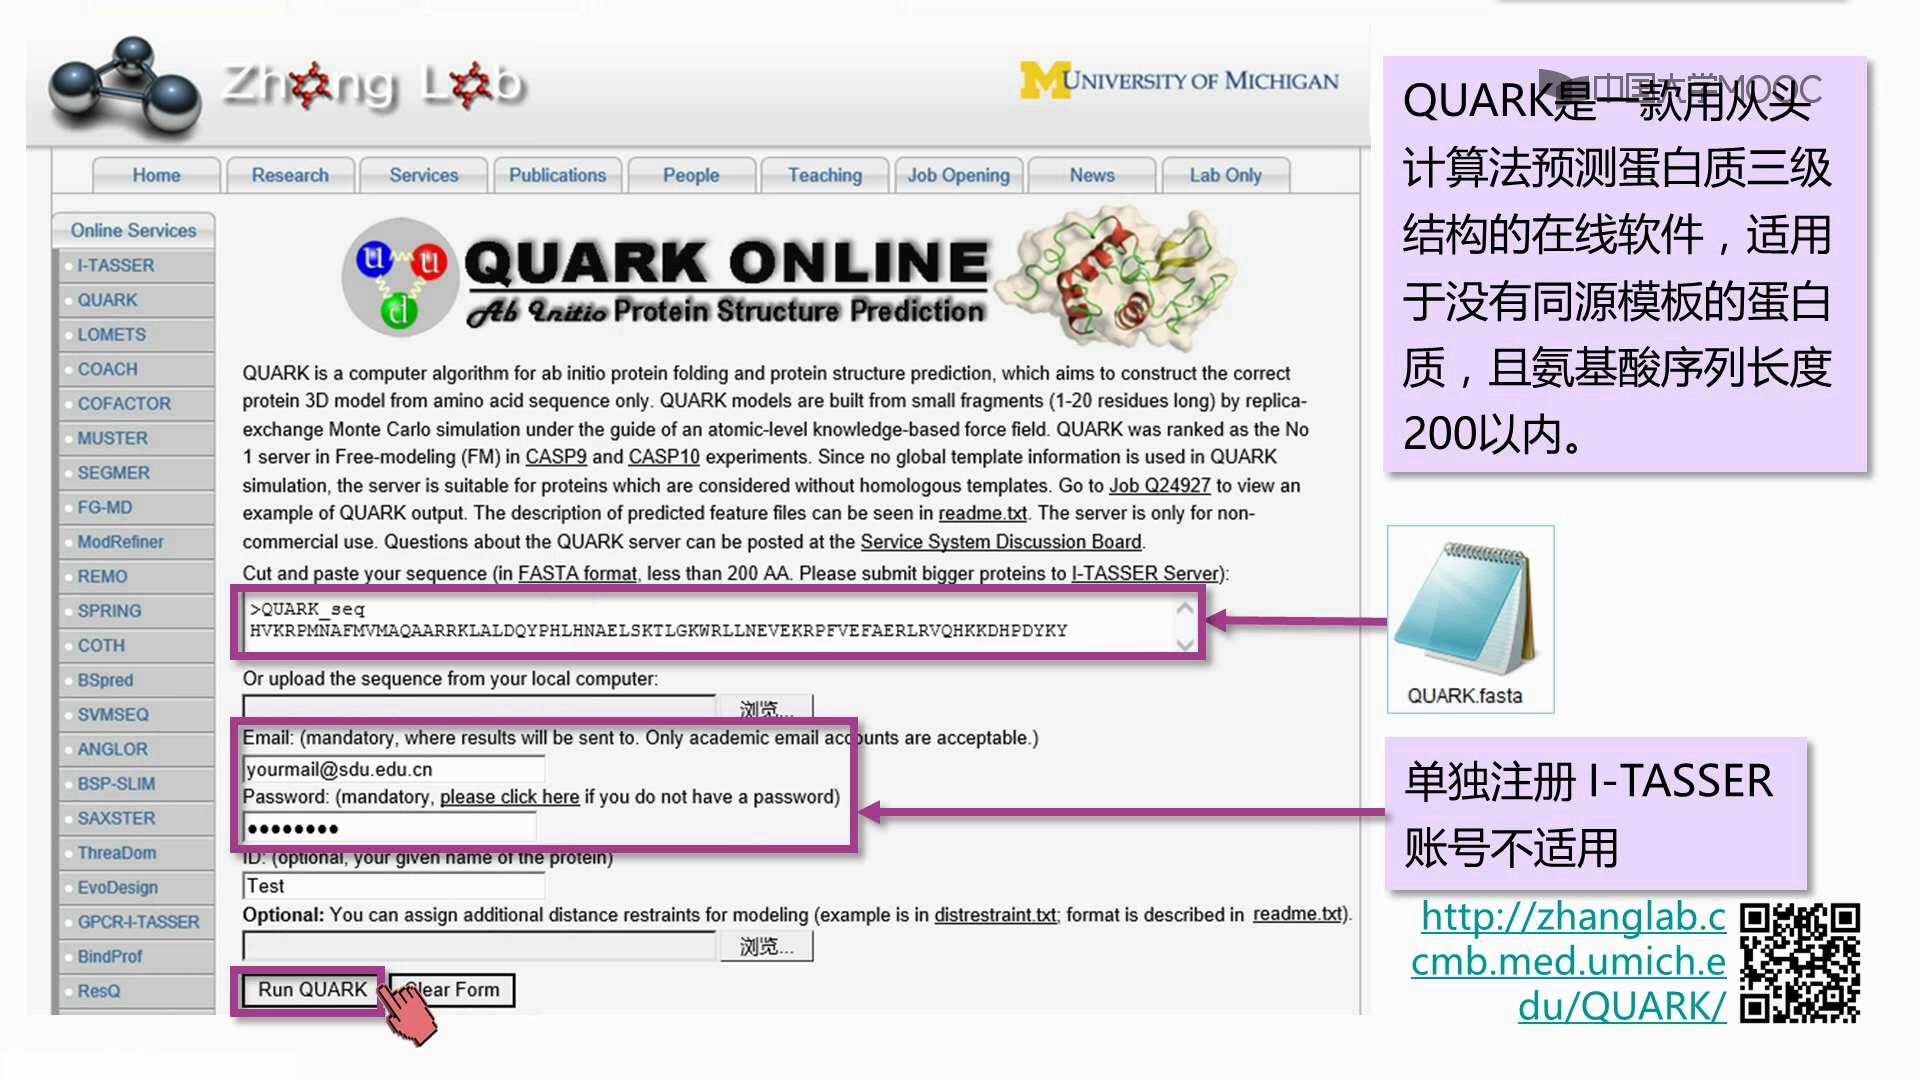 Zhang Lab
UNIVERSITY OF MICHIGAN
Home
Research
Services
Publications
People
Teaching
Job Opening
News
Lab Only
Online Services
I-TASSER
QUARK
LOMETS
COACH
COFACTOR
MUSTER
SEGMER
FG-MD
ModRefiner
REMO
SPRING
COTH
BSpred
SVMSEQ
ANGLOR
BSP-SLIM
SAXSTER
ThreaDom
EvoDesign
GPCR-I-TASSER
BindProf
ResQ
u u d
QUARK ONLINE
Ab Initio Protein Structure Prediction
QUARK is a computer algorithm for ab initio protein folding and protein structure prediction, which aims to construct the correct
protein 3D model from amino acid sequence only. QUARK models are built from small fragments (1-20 residues long) by replica-
exchange Monte Carlo simulation under the guide of an atomic-level knowledge-based force field. QUARK was ranked as the No
1 server in Free-modeling (FM) in CASP9 and CASP10 experiments. Since no global template information is used in QUARK
simulation, the server is suitable for proteins which are considered without homologous templates. Go to Job Q24927 to view an
example of QUARK output. The description of predicted feature files can be seen in readme.txt. The server is only for non-
commercial use. Questions about the QUARK server can be posted at the Service System Discussion Board.
Cut and paste your sequence (in FASTA format, less than 200 AA. Please submit bigger proteins to I-TASSER Server):
>QUARK_seq
HVKRPMNAFMVMAQAARRKLALDQYPHLHNAELSKTLGKWRLLNEVEKRPFVEFAERLRVQHKKDHPDYKY
Or upload the sequence from your local computer:
浏览...
Email: (mandatory, where results will be sent to. Only academic email accounts are acceptable.)
yourmail@sdu.edu.cn
Password: (mandatory, please click here if you do not have a password)
●●●●●●●●
ID: (optional, your given name of the protein)
Test
Optional: You can assign additional distance restraints for modeling (example is in distrestraint.txt; format is described in readme.txt).
浏览...
Run QUARK
Clear Form
中国大学MOOC
QUARK是一款用从头
计算法预测蛋白质三级
结构的在线软件，适用
于没有同源模板的蛋白
质，且氨基酸序列长度
200以内。
QUARK.fasta
单独注册 I-TASSER
账号不适用
http://zhanglab.c
cmb.med.umich.e
du/QUARK/